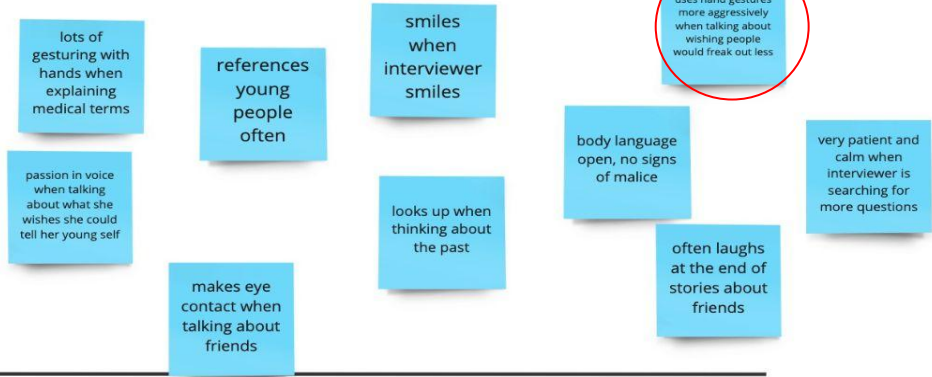 lots of
gesturing with
hands when
explaining
medical terms
references
young
people
often
smiles
when
interviewer
smiles
uses hand gestures
more aggressively
when talking about
wishing people
would freak out less
passion in voice
when talking
about what she
wishes she could
tell her young self
looks up when
thinking about
the past
body language
open, no signs
of malice
very patient and
calm when
interviewer is
searching for
more questions
makes eye
contact when
talking about
friends
often laughs
at the end of
stories about
friends